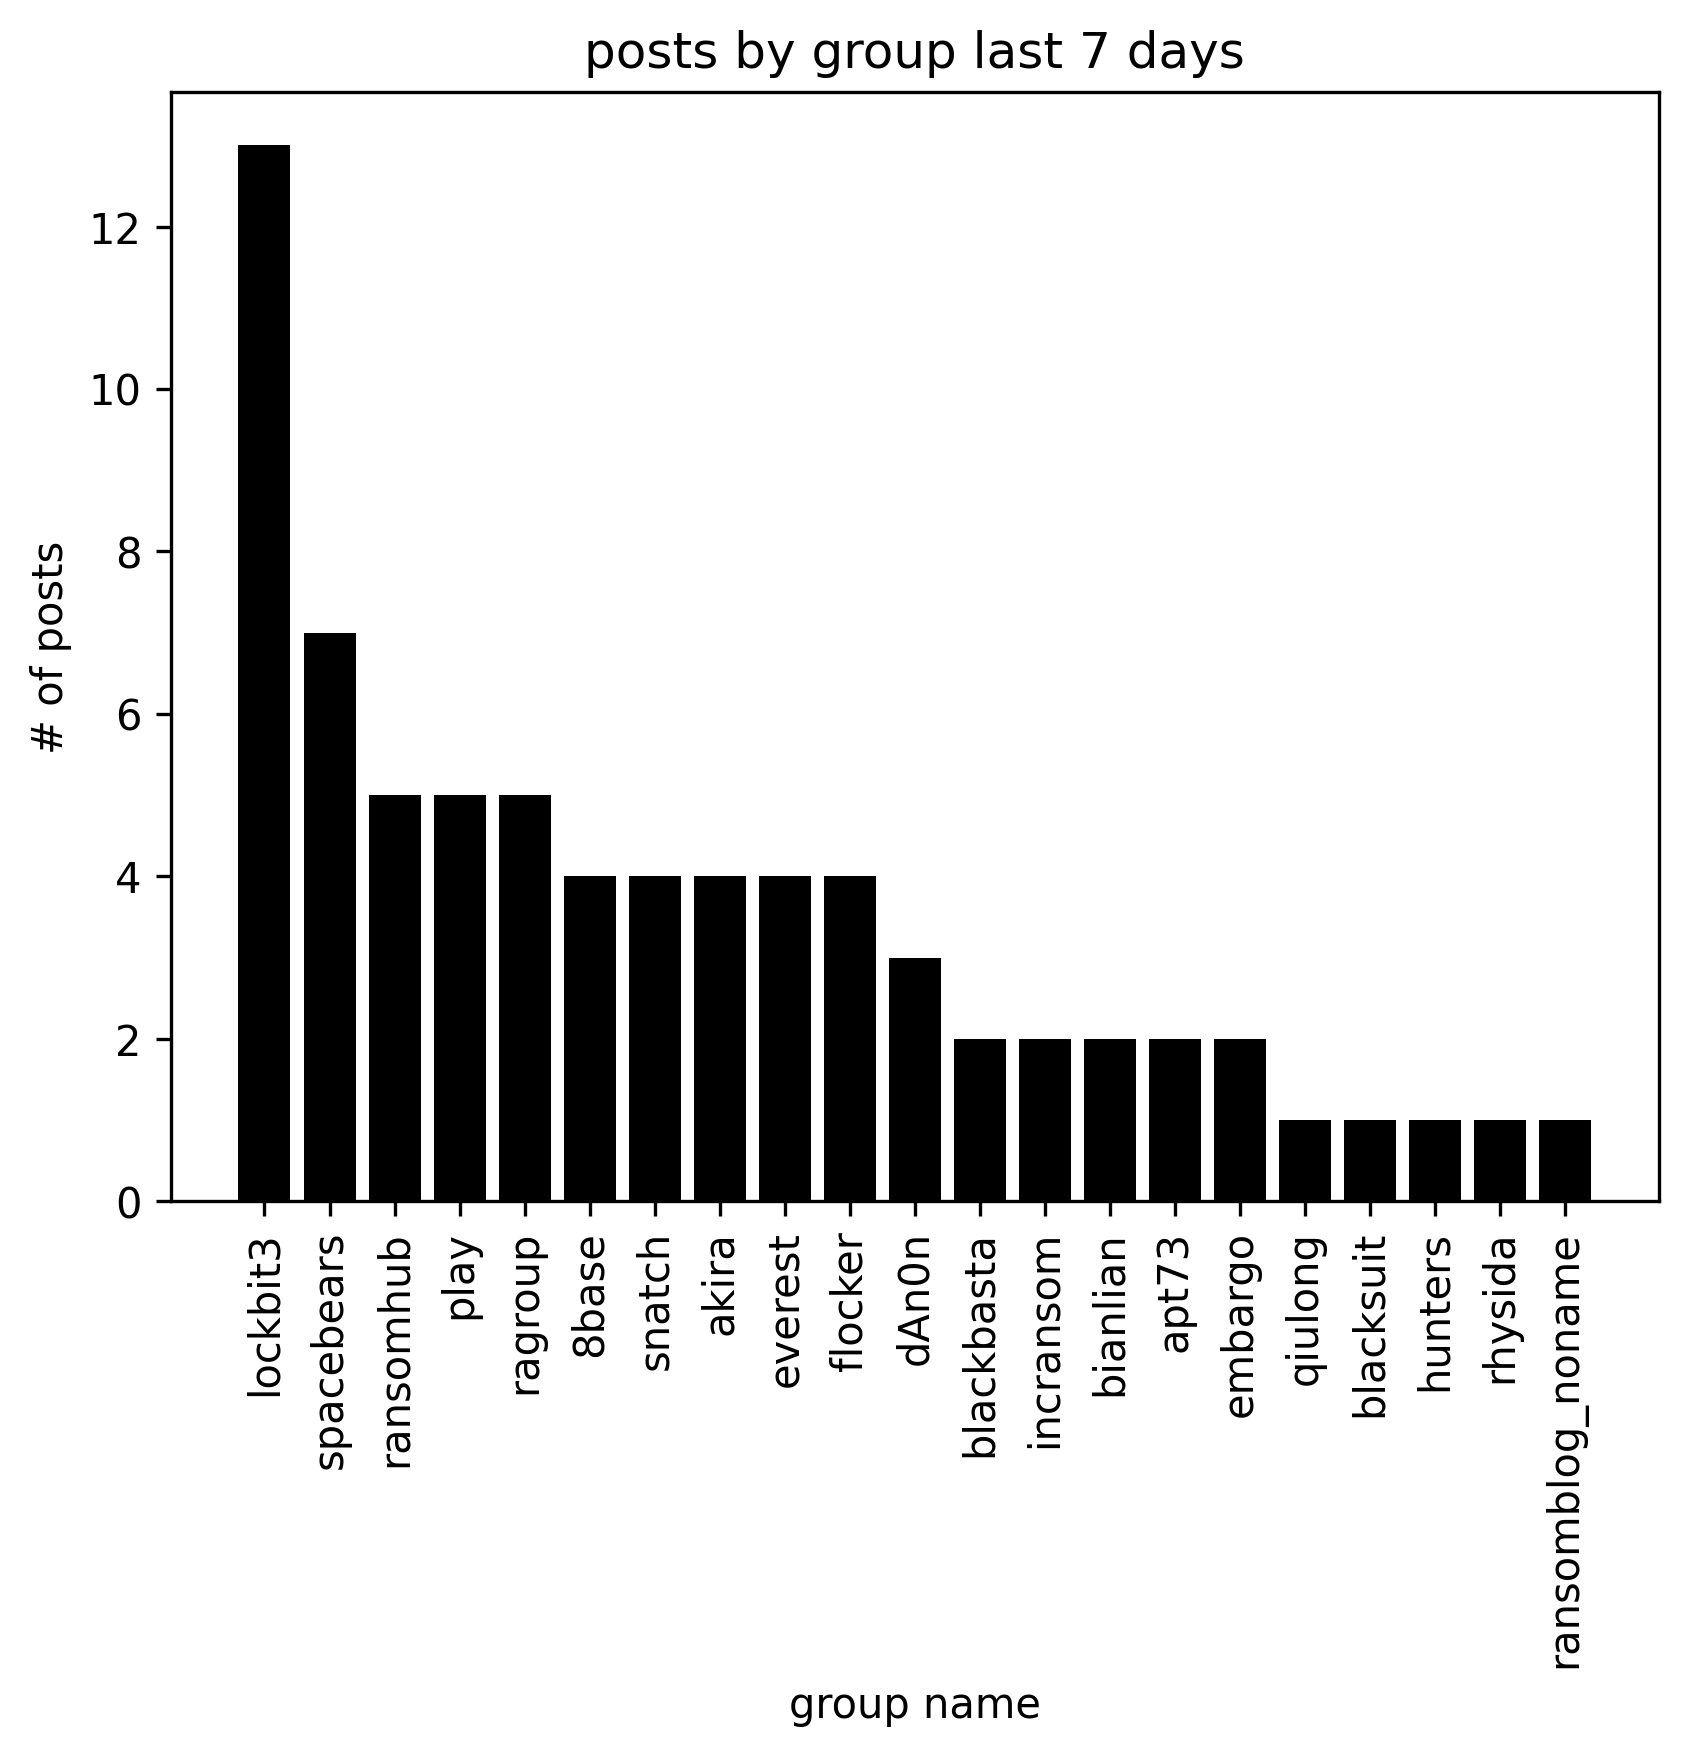 posts by group last 7 days
# of posts
12
10
8
6
4
2
0
lockbit3
spacebears
ransomhub
play
ragroup
8base
snatch
akira
everest
flocker
dAn0n
blackbasta
incransom
bianlian
apt73
embargo
qiulong
blacksuit
hunters
rhysida
ransomblog_noname
group name